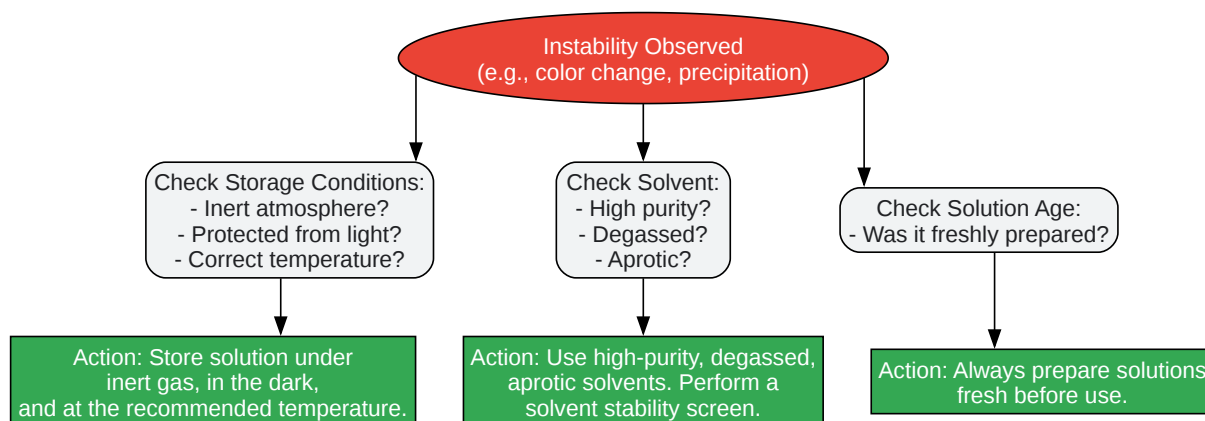 Instability Observed
(e.g., color change, precipitation)
Check Storage Conditions:
- Inert atmosphere?
- Protected from light?
- Correct temperature?
Check Solvent:
- High purity?
- Degassed?
- Aprotic?
Check Solution Age:
- Was it freshly prepared?
Action: Store solution under
inert gas, in the dark,
and at the recommended temperature.
Action: Use high-purity, degassed,
aprotic solvents. Perform a
solvent stability screen.
Action: Always prepare solutions
fresh before use.